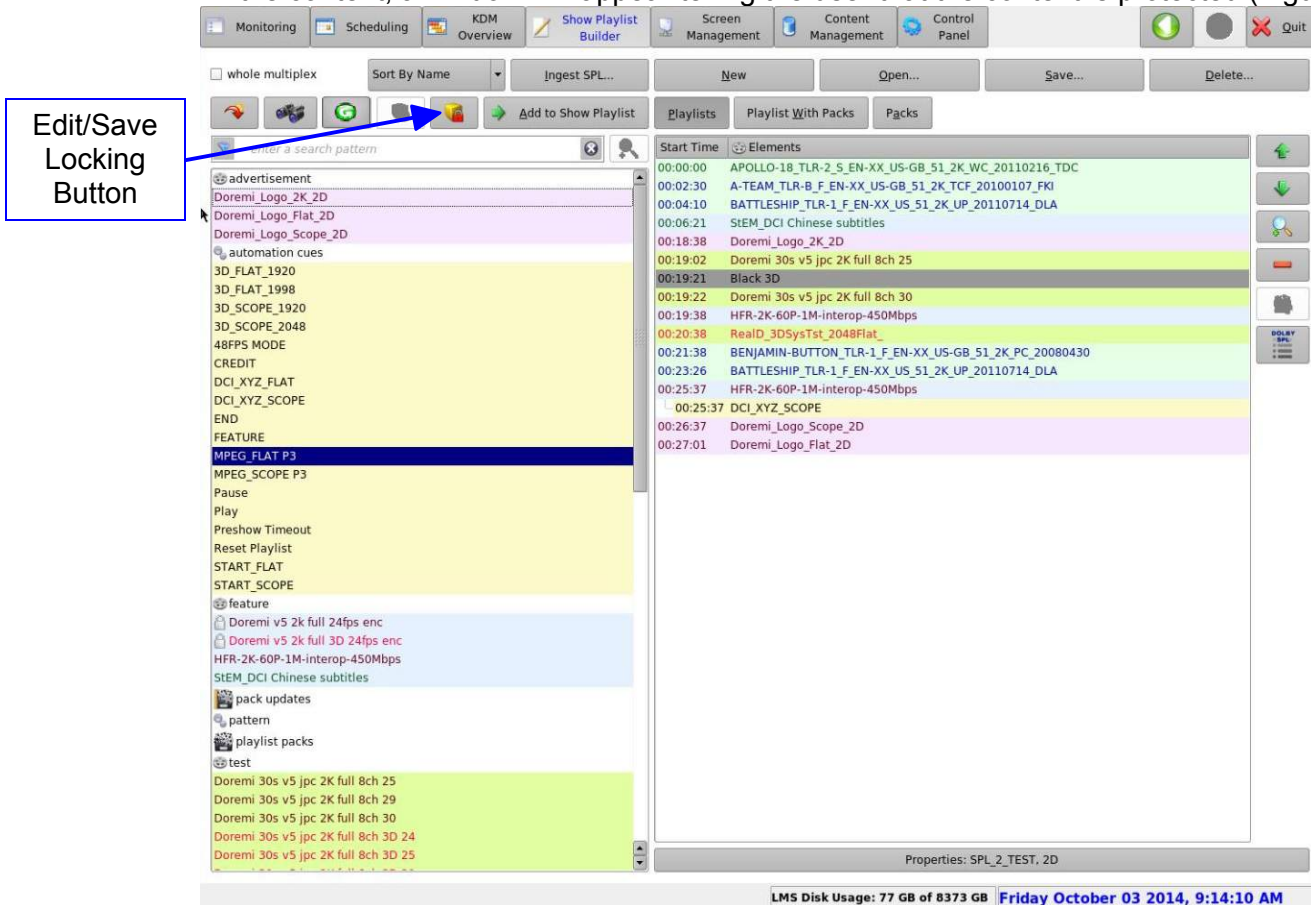 Monitoring
Scheduling
KDM Overview
Show Playlist Builder
Screen Management
Content Management
Control Panel
Quit
whole multiplex
Sort By Name
Ingest SPL...
New
Open...
Save...
Delete...
Edit/Save
Locking
Button
Add to Show Playlist
Playlists
Playlist With Packs
Packs
enter a search pattern
advertisement
Doremi_Logo_2K_2D
Doremi_Logo_Flat_2D
Doremi_Logo_Scope_2D
automation cues
3D_FLAT_1920
3D_FLAT_1998
3D_SCOPE_1920
3D_SCOPE_2048
48FPS MODE
CREDIT
DCI_XYZ_FLAT
DCI_XYZ_SCOPE
END
FEATURE
MPEG_FLAT P3
MPEG_SCOPE P3
Pause
Play
Preshow Timeout
Reset Playlist
START_FLAT
START_SCOPE
feature
Doremi v5 2k full 24fps enc
Doremi v5 2k full 3D 24fps enc
HFR-2K-60P-1M-interop-450Mbps
StEM_DCI Chinese subtitles
pack updates
pattern
playlist packs
test
Doremi 30s v5 jpc 2K full 8ch 25
Doremi 30s v5 jpc 2K full 8ch 29
Doremi 30s v5 jpc 2K full 8ch 30
Doremi 30s v5 jpc 2K full 8ch 3D 24
Doremi 30s v5 jpc 2K full 8ch 3D 25
Start Time Elements
00:00:00 APOLLO-18_TLR-2_S_EN-XX_US-GB_51_2K_WC_20110216_TDC
00:02:30 A-TEAM_TLR-B_F_EN-XX_US-GB_51_2K_TCF_20100107_FKI
00:04:10 BATTLESHIP_TLR-1_F_EN-XX_US_51_2K_UP_20110714_DLA
00:06:21 StEM_DCI Chinese subtitles
00:18:38 Doremi_Logo_2K_2D
00:19:02 Doremi 30s v5 jpc 2K full 8ch 25
00:19:21 Black 3D
00:19:22 Doremi 30s v5 jpc 2K full 8ch 30
00:19:38 HFR-2K-60P-1M-interop-450Mbps
00:20:38 RealD_3DSysTst_2048Flat_
00:21:38 BENJAMIN-BUTTON_TLR-1_F_EN-XX_US-GB_51_2K_PC_20080430
00:23:26 BATTLESHIP_TLR-1_F_EN-XX_US_51_2K_UP_20110714_DLA
00:25:37 HFR-2K-60P-1M-interop-450Mbps
00:25:37 DCI_XYZ_SCOPE
00:26:37 Doremi_Logo_Scope_2D
00:27:01 Doremi_Logo_Flat_2D
DOLBY
SPL
Properties: SPL_2_TEST, 2D
LMS Disk Usage: 77 GB of 8373 GB
Friday October 03 2014, 9:14:10 AM